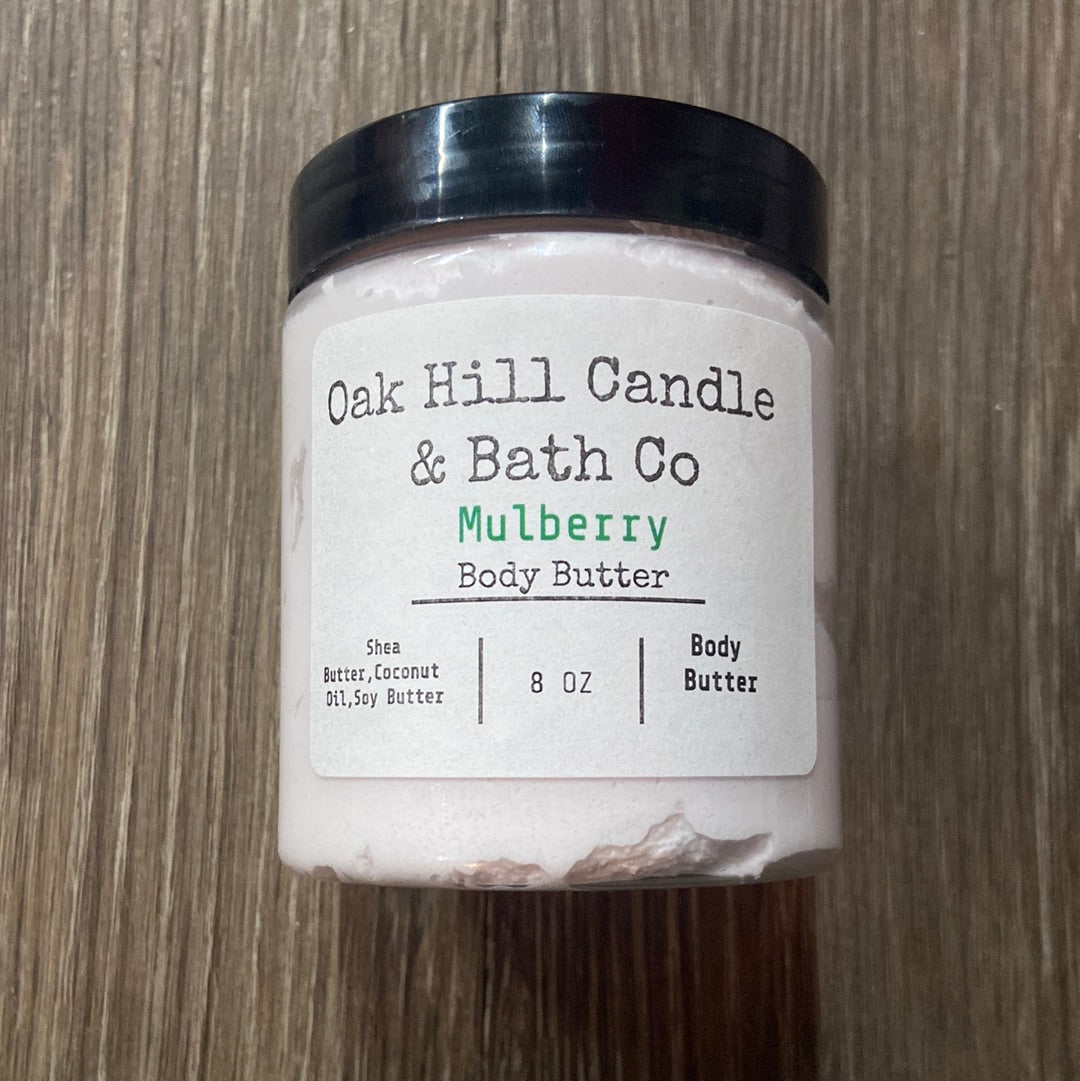 Oak Hill Candle
& Bath Co
Mulberry
Body Butter
Shea
Butter,Coconut
Oil,Soy Butter
8 OZ
Body
Butter